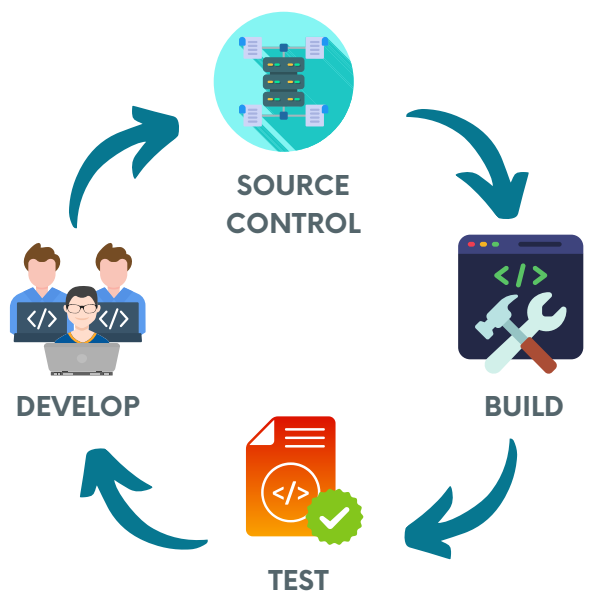 SOURCE
CONTROL
</>
</>
</>
DEVELOP
BUILD
</>
TEST